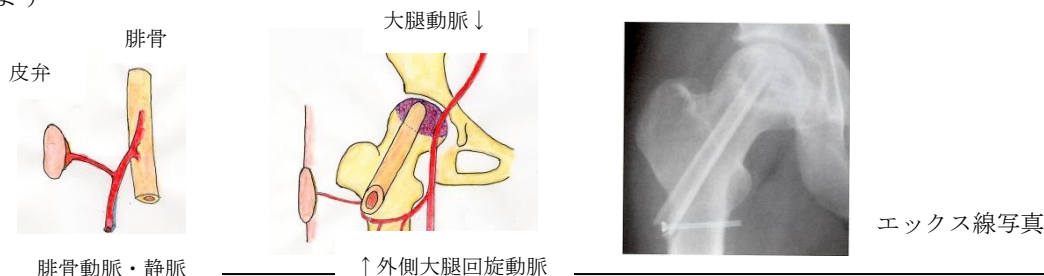 大腿動脈↓
腓骨
皮弁
エックス線写真
腓骨動脈・静脈
↑外側大腿回旋動脈